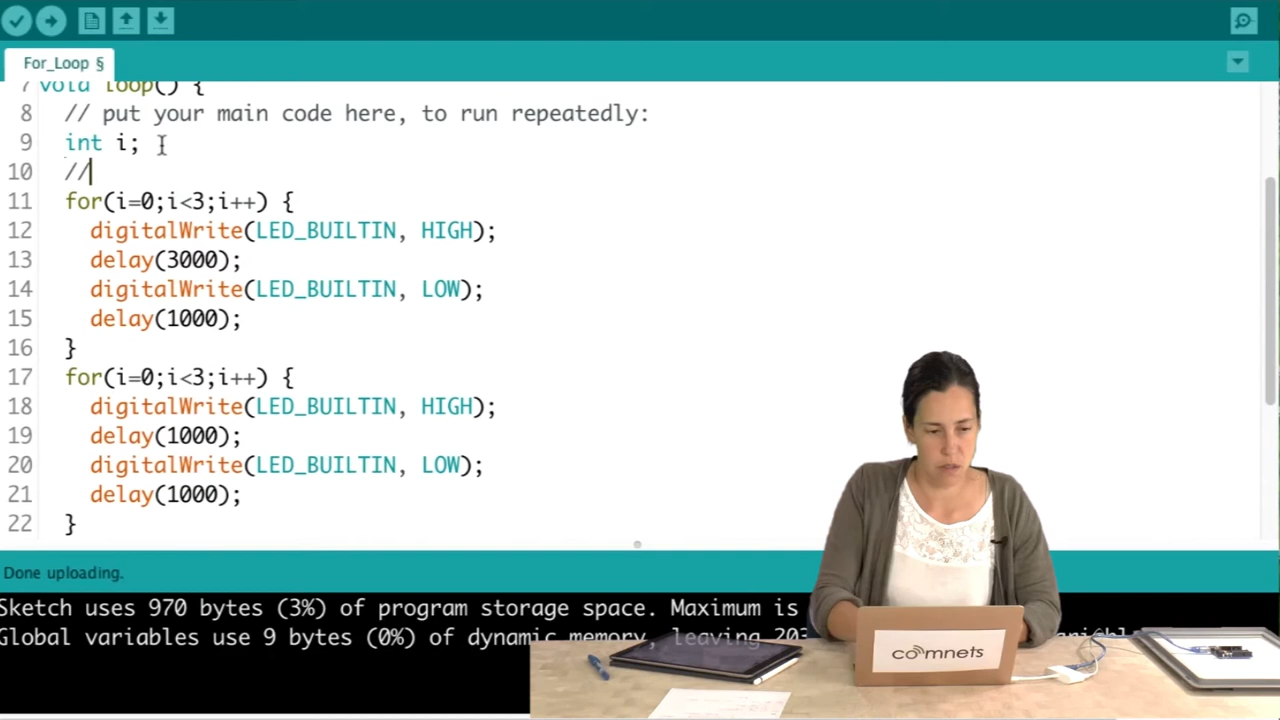 For_Loop §
7 void loop() {
8 // put your main code here, to run repeatedly:
9 int i;
10 //
11 for(i=0;i<3;i++) {
12 digitalWrite(LED_BUILTIN, HIGH);
13 delay(3000);
14 digitalWrite(LED_BUILTIN, LOW);
15 delay(1000);
16 }
17 for(i=0;i<3;i++) {
18 digitalWrite(LED_BUILTIN, HIGH);
19 delay(1000);
20 digitalWrite(LED_BUILTIN, LOW);
21 delay(1000);
22 }
Done uploading.
Sketch uses 970 bytes (3%) of program storage space. Maximum is
Global variables use 9 bytes (0%) of dynamic memory, leaving 203
comnets